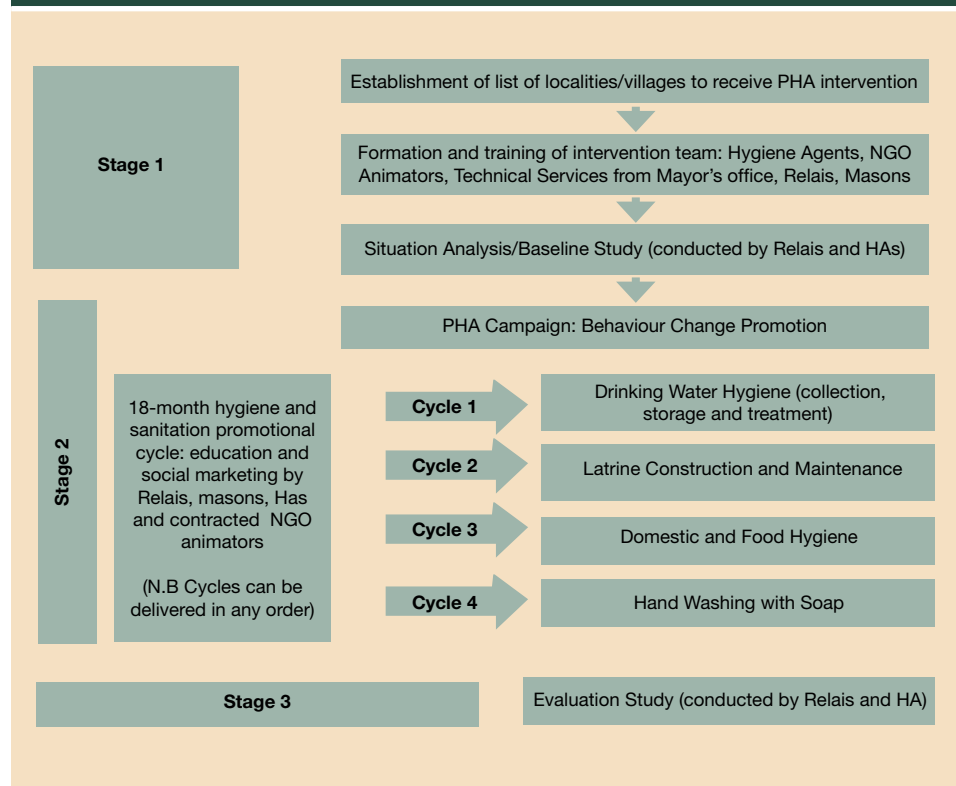 Stage 1
Establishment of list of localities/villages to receive PHA intervention
Formation and training of intervention team: Hygiene Agents, NGO
Animators, Technical Services from Mayor's office, Relais, Masons
Situation Analysis/Baseline Study (conducted by Relais and HAs)
PHA Campaign: Behaviour Change Promotion
Stage 2
18-month hygiene and
sanitation promotional
cycle: education and
social marketing by
Relais, masons, Has
and contracted NGO
animators
(N.B Cycles can be
delivered in any order)
Cycle 1
Drinking Water Hygiene (collection,
storage and treatment)
Cycle 2
Latrine Construction and Maintenance
Cycle 3
Domestic and Food Hygiene
Cycle 4
Hand Washing with Soap
Stage 3
Evaluation Study (conducted by Relais and HA)